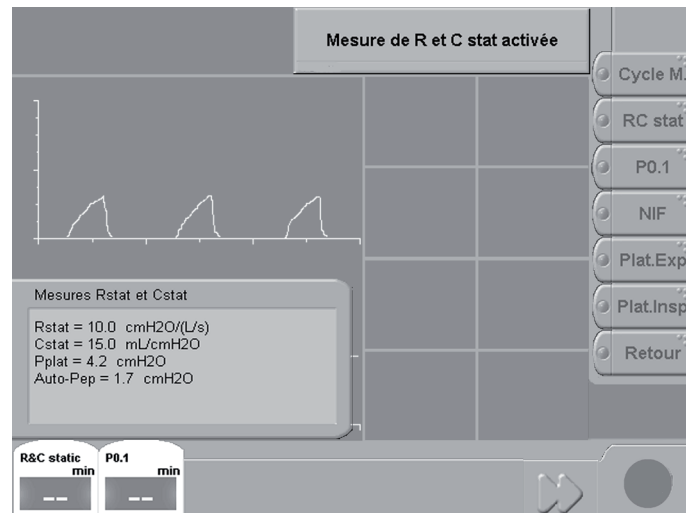 Mesure de R et C stat activée
Cycle M.
RC stat
P0.1
NIF
Plat.Exp
Plat.Insp
Retour
Mesures Rstat et Cstat
Rstat = 10.0 cmH2O/(L/s)
Cstat = 15.0 mL/cmH2O
Pplat = 4.2 cmH2O
Auto-Pep = 1.7 cmH2O
R&C static
min
--
P0.1
min
--